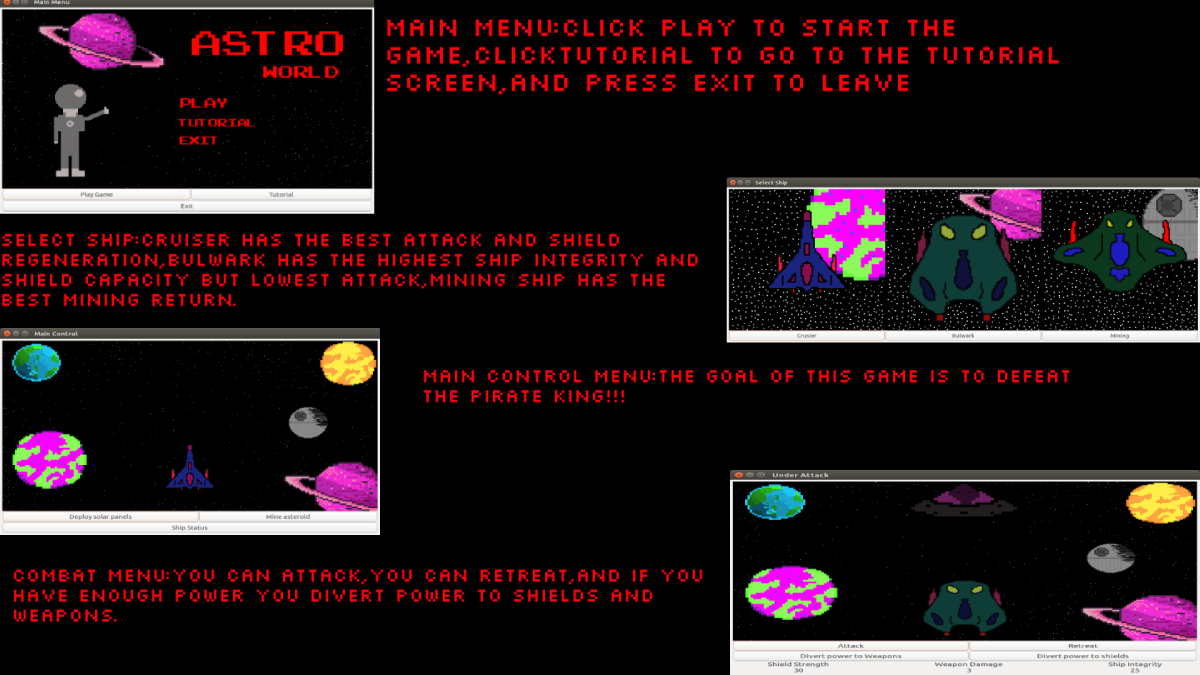 Main Menu
ASTRO
WORLD
PLAY
TUTORIAL
EXIT
Play Game
Tutorial
Exit
MAIN MENU:CLICK PLAY TO START THE
GAME,CLICKTUTORIAL TO GO TO THE TUTORIAL
SCREEN,AND PRESS EXIT TO LEAVE
Select Ship
Crusier
Bulwark
Mining
SELECT SHIP:CRUISER HAS THE BEST ATTACK AND SHIELD
REGENERATION,BULWARK HAS THE HIGHEST SHIP INTEGRITY AND
SHIELD CAPACITY BUT LOWEST ATTACK,MINING SHIP HAS THE
BEST MINING RETURN.
Main Control
Deploy solar panels
Mine asteroid
Ship Status
MAIN CONTROL MENU:THE GOAL OF THIS GAME IS TO DEFEAT
THE PIRATE KING!!!
Under Attack
Attack
Retreat
Divert power to Weapons
Divert power to shields
Shield Strength
Weapon Damage
Ship Integrity
30
3
25
COMBAT MENU:YOU CAN ATTACK,YOU CAN RETREAT,AND IF YOU
HAVE ENOUGH POWER YOU DIVERT POWER TO SHIELDS AND
WEAPONS.